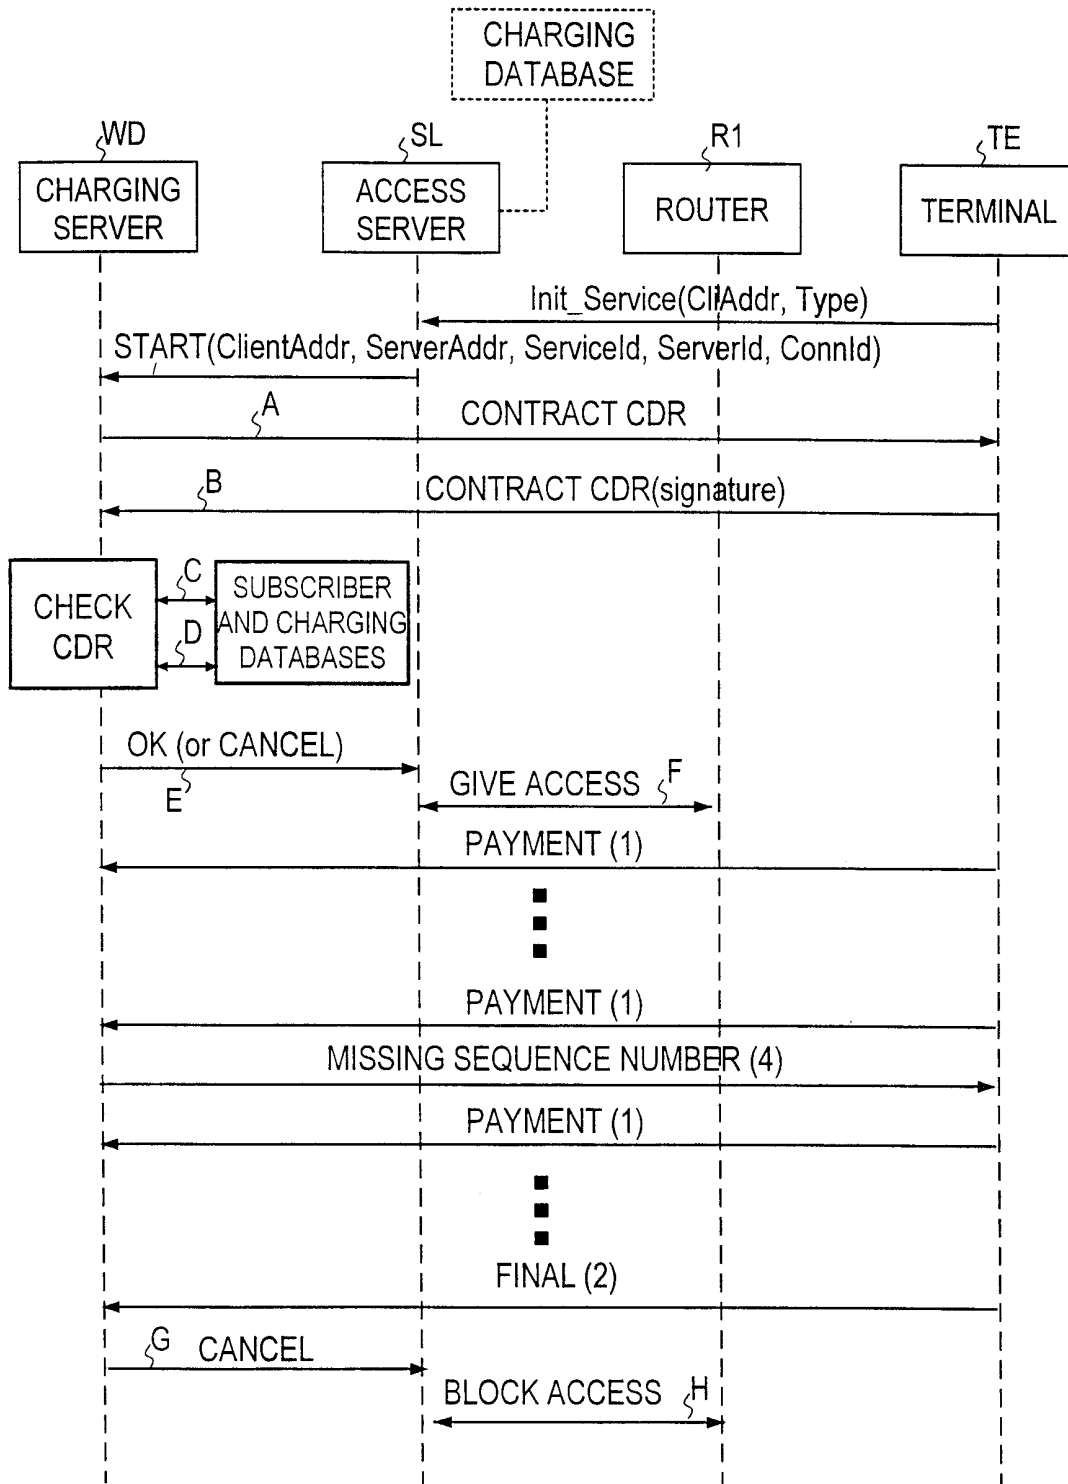 CHARGING
DATABASE
WD
SL
R1
TE
CHARGING
SERVER
ACCESS
SERVER
ROUTER
TERMINAL
Init_Service(CliAddr, Type)
START(ClientAddr, ServerAddr, ServiceId, ServerId, ConnId)
A
CONTRACT CDR
B
CONTRACT CDR(signature)
CHECK
CDR
C
D
SUBSCRIBER
AND CHARGING
DATABASES
OK (or CANCEL)
E
GIVE ACCESS
F
PAYMENT (1)
PAYMENT (1)
MISSING SEQUENCE NUMBER (4)
PAYMENT (1)
FINAL (2)
G
CANCEL
BLOCK ACCESS
H